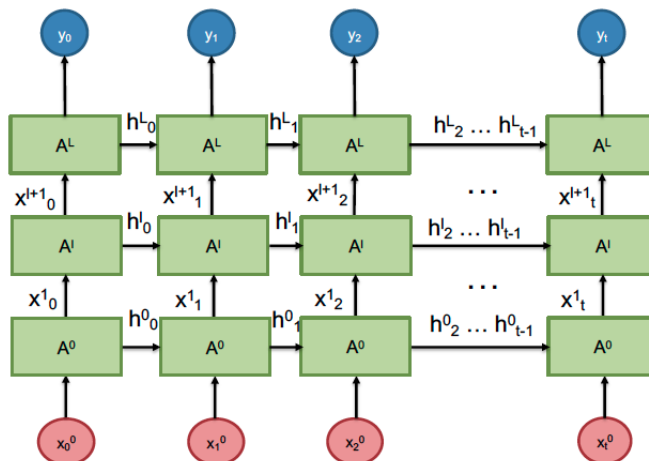 y₀ y₁ y₂ yₜ
hᴸ₀ hᴸ₁ hᴸ₂ … hᴸₜ₋₁
Aᴸ Aᴸ Aᴸ Aᴸ
xˡ⁺¹₀ xˡ⁺¹₁ xˡ⁺¹₂ … xˡ⁺¹ₜ
hˡ₀ hˡ₁ hˡ₂ … hˡₜ₋₁
Aˡ Aˡ Aˡ Aˡ
x¹₀ x¹₁ x¹₂ … x¹ₜ
h⁰₀ h⁰₁ h⁰₂ … h⁰ₜ₋₁
A⁰ A⁰ A⁰ A⁰
x₀⁰ x₁⁰ x₂⁰ xₜ⁰